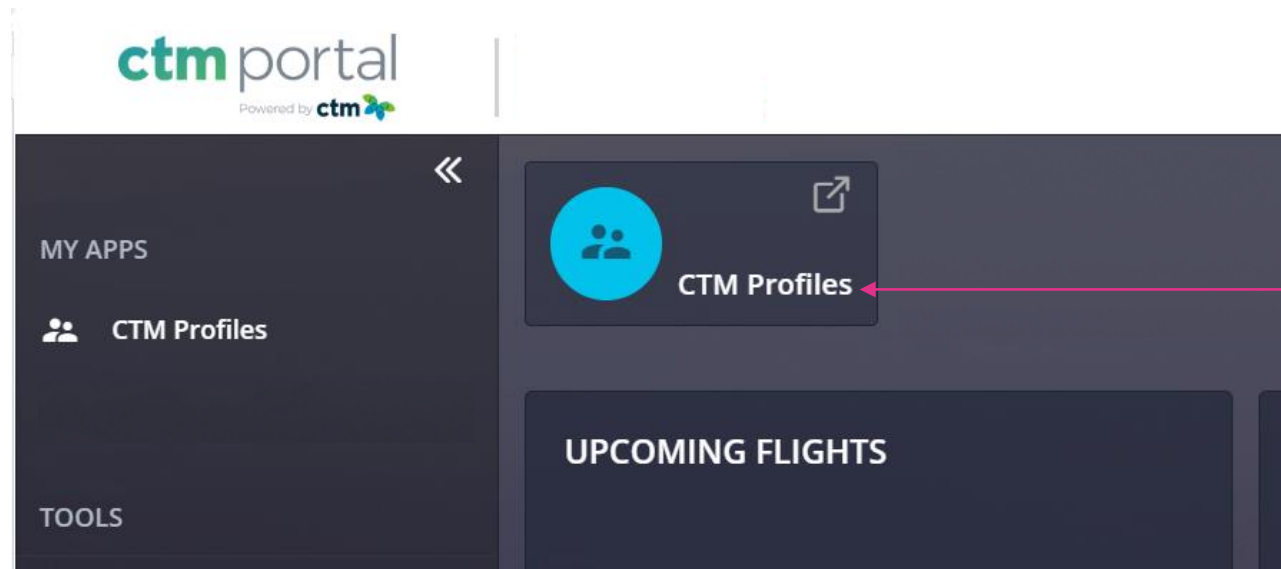 ctm portal
Powered by ctm
MY APPS
CTM Profiles
TOOLS
CTM Profiles
UPCOMING FLIGHTS